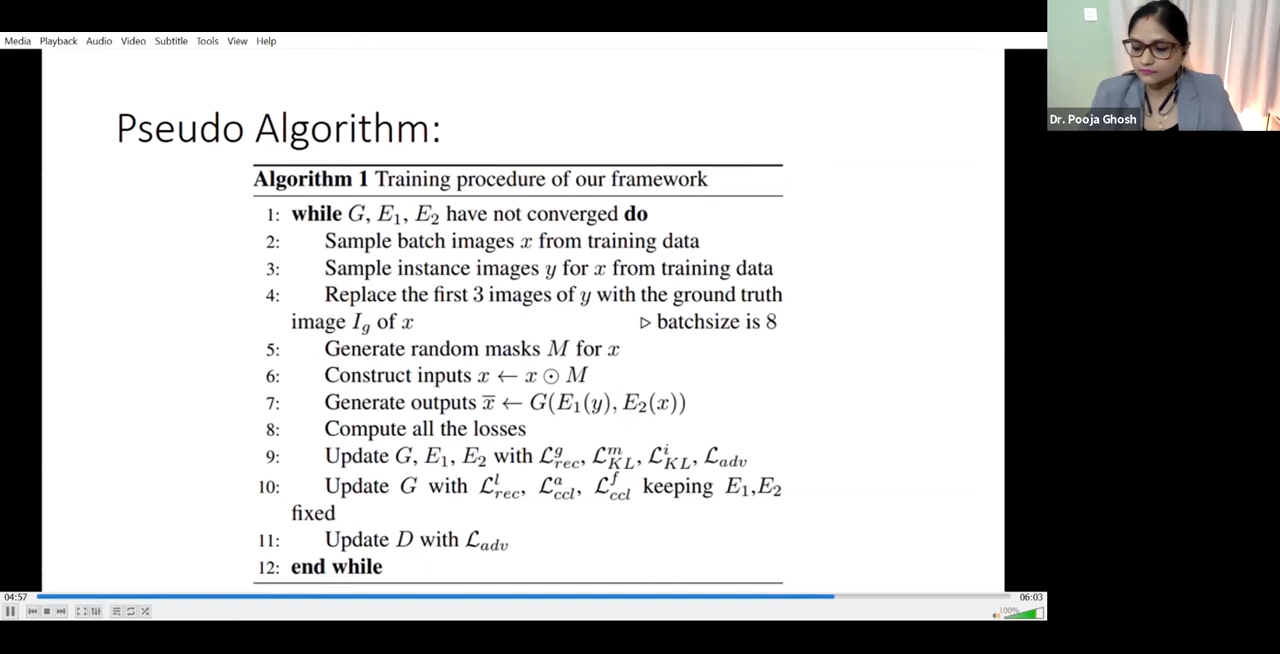 Media Playback Audio Video Subtitle Tools View Help
Dr. Pooja Ghosh
Pseudo Algorithm:
Algorithm 1 Training procedure of our framework
1: while G, E₁, E₂ have not converged do
2: Sample batch images x from training data
3: Sample instance images y for x from training data
4: Replace the first 3 images of y with the ground truth
image I_g of x ▷ batchsize is 8
5: Generate random masks M for x
6: Construct inputs x ← x ⊙ M
7: Generate outputs x̅ ← G(E₁(y), E₂(x))
8: Compute all the losses
9: Update G, E₁, E₂ with ℒ^g_rec, ℒ^m_KL, ℒ^i_KL, ℒ_adv
10: Update G with ℒ^l_rec, ℒ^a_ccl, ℒ^f_ccl keeping E₁,E₂
fixed
11: Update D with ℒ_adv
12: end while
04:57 06:03
100%